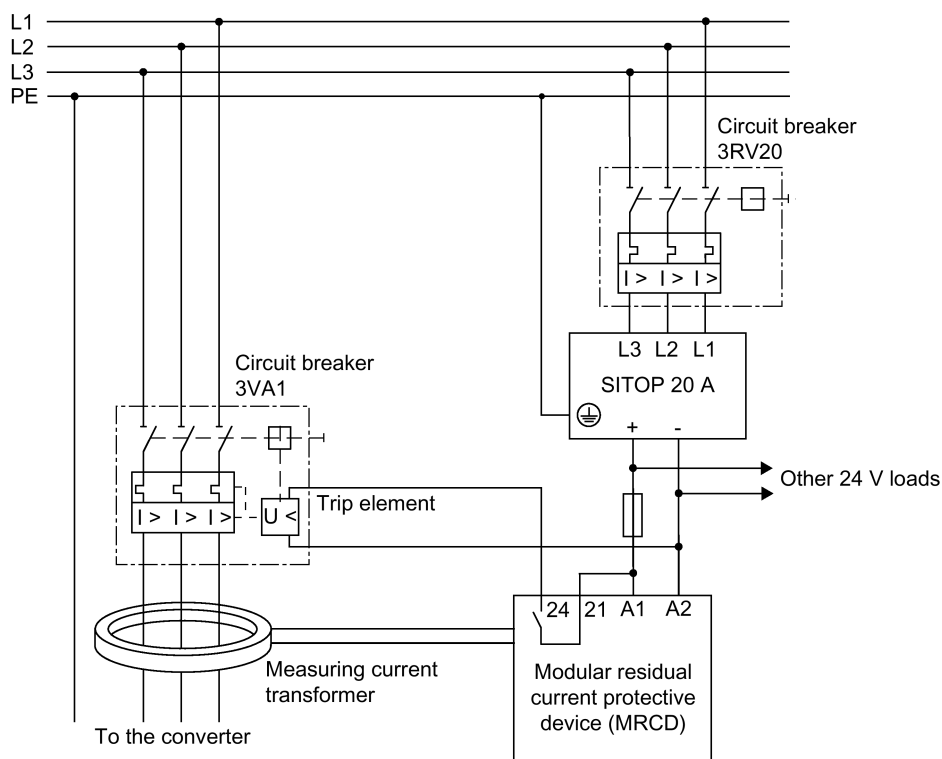 L1
L2
L3
PE
Circuit breaker
3RV20
I > I > I >
L3 L2 L1
SITOP 20 A
+ -
Other 24 V loads
Circuit breaker
3VA1
I > I > I >
U <
Trip element
24 21 A1 A2
Modular residual
current protective
device (MRCD)
Measuring current
transformer
To the converter